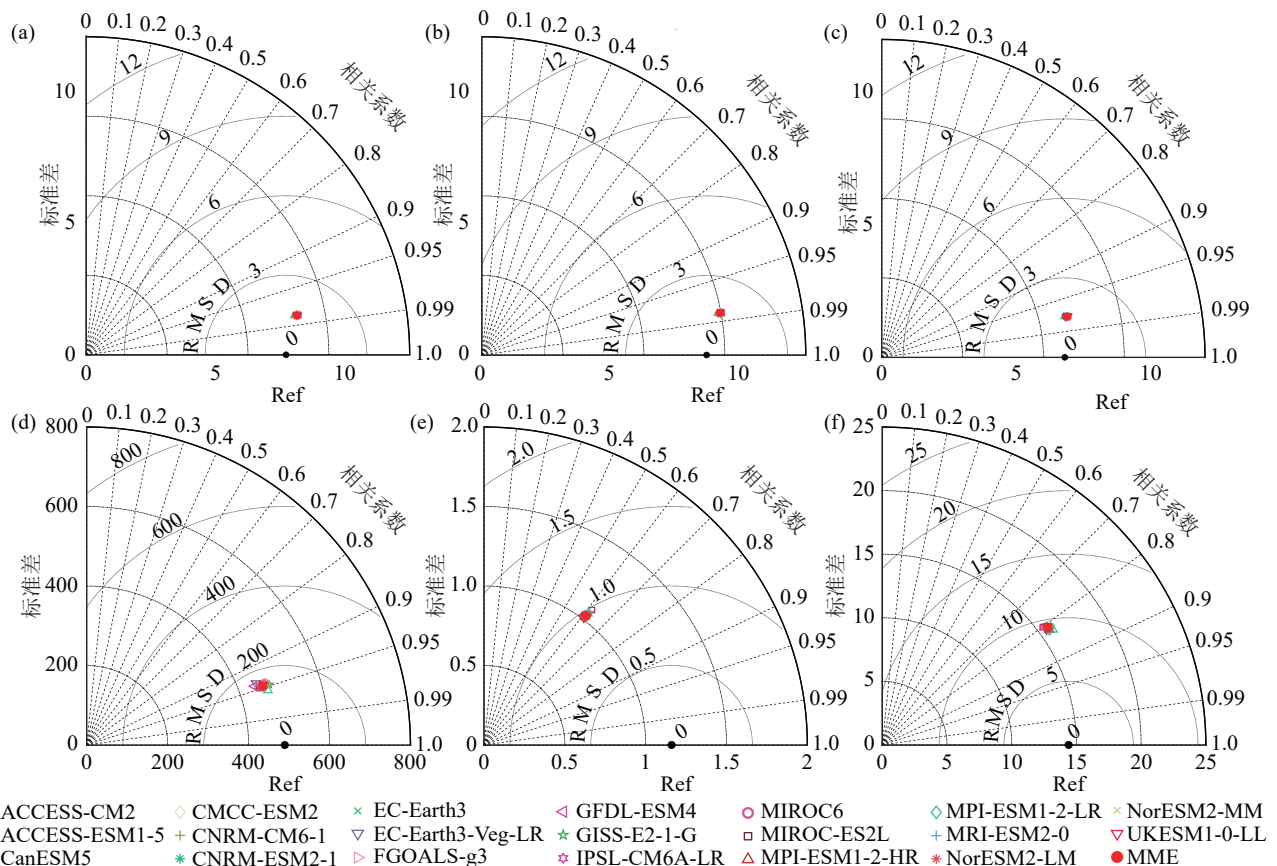 (a)
0 0.1 0.2 0.3 0.4 0.5 0.6 0.7 0.8 0.9 0.95 0.99 1.0
相关系数
标准差
10
5
0
12
9
6
3
0
RMSD
0 5 10
Ref
(b)
0 0.1 0.2 0.3 0.4 0.5 0.6 0.7 0.8 0.9 0.95 0.99 1.0
相关系数
标准差
10
5
0
12
9
6
3
0
RMSD
0 5 10
Ref
(c)
0 0.1 0.2 0.3 0.4 0.5 0.6 0.7 0.8 0.9 0.95 0.99 1.0
相关系数
标准差
10
5
0
12
9
6
3
0
RMSD
0 5 10
Ref
(d)
0 0.1 0.2 0.3 0.4 0.5 0.6 0.7 0.8 0.9 0.95 0.99 1.0
相关系数
标准差
800
600
400
200
0
800
600
400
200
0
RMSD
0 200 400 600 800
Ref
(e)
0 0.1 0.2 0.3 0.4 0.5 0.6 0.7 0.8 0.9 0.95 0.99 1.0
相关系数
标准差
2.0
1.5
1.0
0.5
0
2.0
1.5
1.0
0.5
0
RMSD
0 0.5 1 1.5 2
Ref
(f)
0 0.1 0.2 0.3 0.4 0.5 0.6 0.7 0.8 0.9 0.95 0.99 1.0
相关系数
标准差
25
20
15
10
5
0
25
20
15
10
5
0
RMSD
0 5 10 15 20 25
Ref
ACCESS-CM2 CMCC-ESM2 EC-Earth3 GFDL-ESM4 MIROC6 MPI-ESM1-2-LR NorESM2-MM
ACCESS-ESM1-5 CNRM-CM6-1 EC-Earth3-Veg-LR GISS-E2-1-G MIROC-ES2L MRI-ESM2-0 UKESM1-0-LL
CanESM5 CNRM-ESM2-1 FGOALS-g3 IPSL-CM6A-LR MPI-ESM1-2-HR NorESM2-LM MME